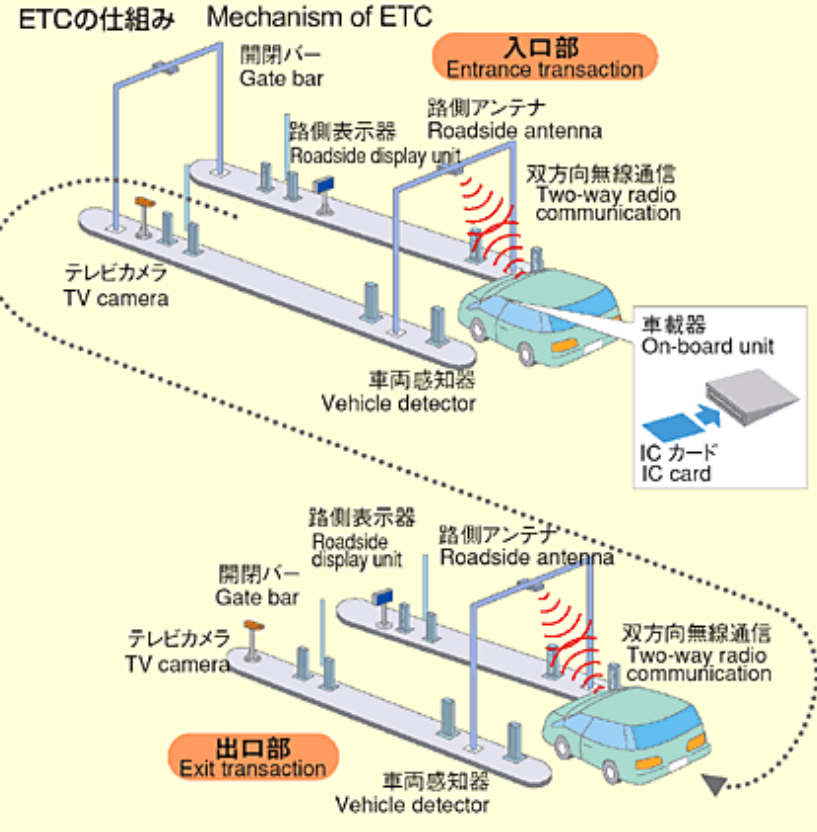 ETCの仕組み Mechanism of ETC
開閉バー
Gate bar
入口部
Entrance transaction
路側表示器
Roadside display unit
路側アンテナ
Roadside antenna
双方向無線通信
Two-way radio
communication
テレビカメラ
TV camera
車載器
On-board unit
車両感知器
Vehicle detector
IC カード
IC card
路側表示器
Roadside
display unit
路側アンテナ
Roadside antenna
開閉バー
Gate bar
テレビカメラ
TV camera
双方向無線通信
Two-way radio
communication
出口部
Exit transaction
車両感知器
Vehicle detector